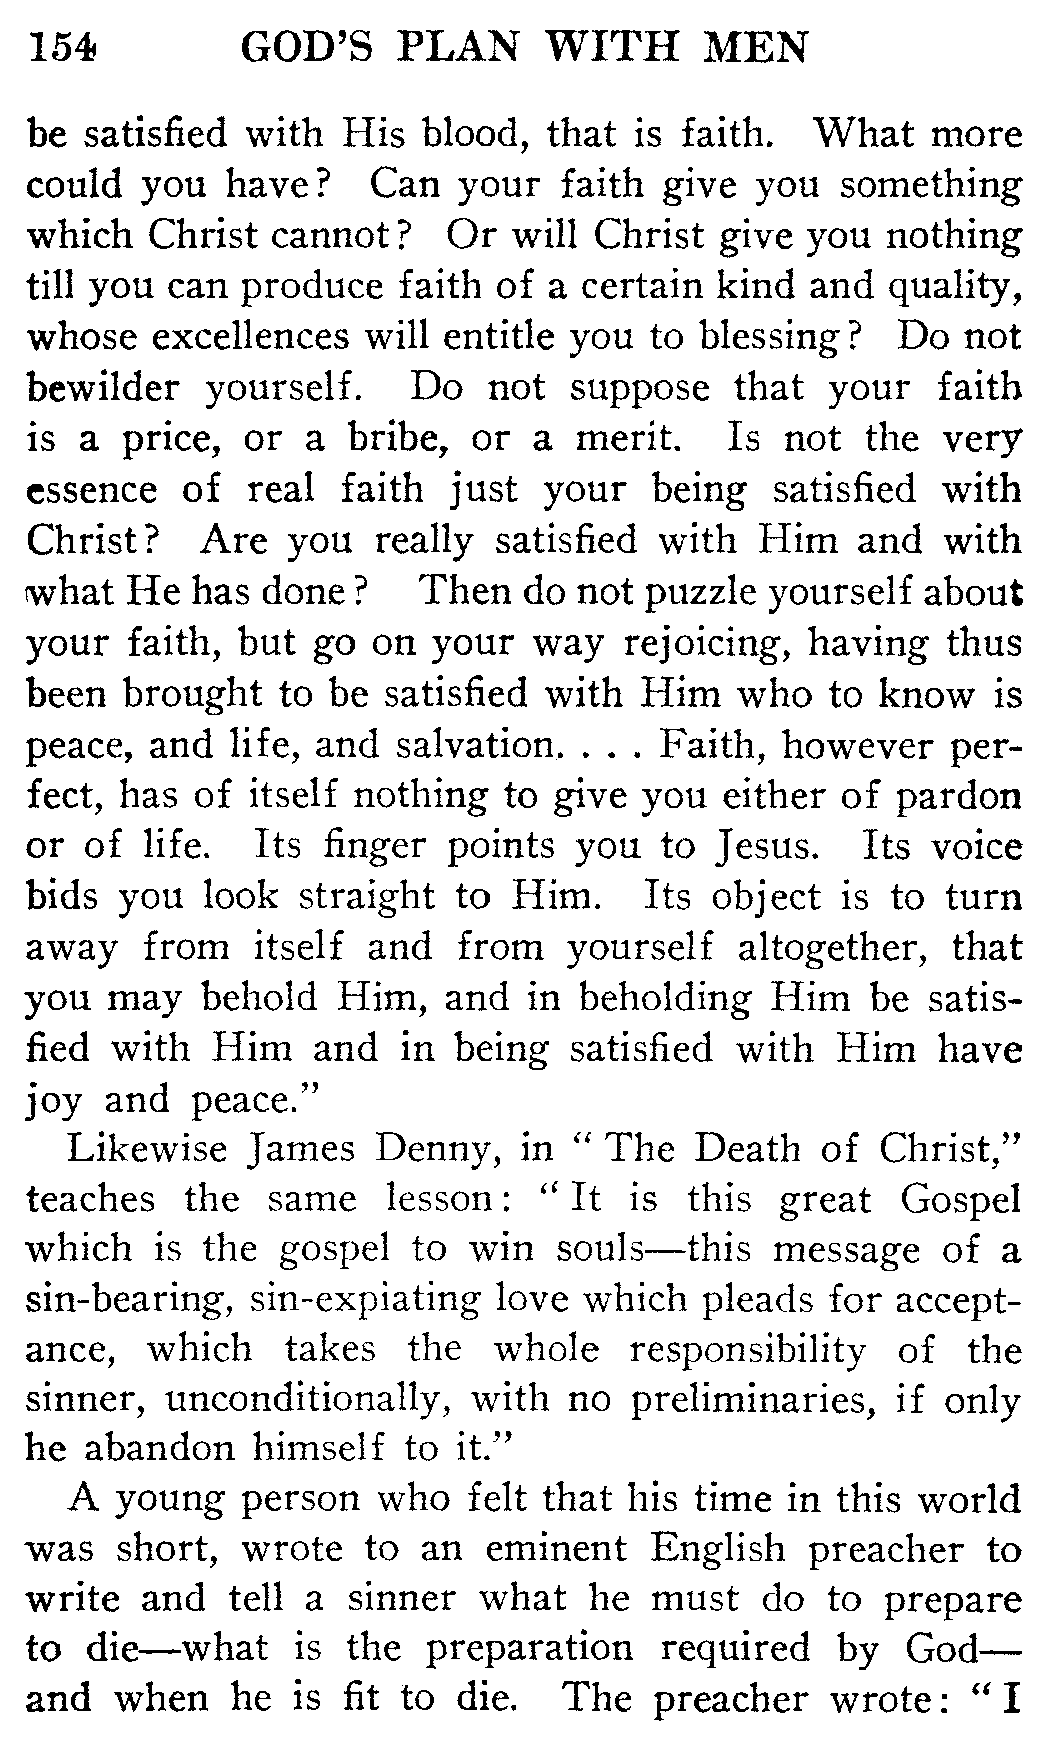 154 GOD'S PLAN WITH MEN
be satisfied with His blood, that is faith. What more
could you have? Can your faith give you something
which Christ cannot? Or will Christ give you nothing
till you can produce faith of a certain kind and quality,
whose excellences will entitle you to blessing? Do not
bewilder yourself. Do not suppose that your faith
is a price, or a bribe, or a merit. Is not the very
essence of real faith just your being satisfied with
Christ? Are you really satisfied with Him and with
what He has done? Then do not puzzle yourself about
your faith, but go on your way rejoicing, having thus
been brought to be satisfied with Him who to know is
peace, and life, and salvation. . . . Faith, however per-
fect, has of itself nothing to give you either of pardon
or of life. Its finger points you to Jesus. Its voice
bids you look straight to Him. Its object is to turn
away from itself and from yourself altogether, that
you may behold Him, and in beholding Him be satis-
fied with Him and in being satisfied with Him have
joy and peace."
Likewise James Denny, in "The Death of Christ,"
teaches the same lesson: "It is this great Gospel
which is the gospel to win souls—this message of a
sin-bearing, sin-expiating love which pleads for accept-
ance, which takes the whole responsibility of the
sinner, unconditionally, with no preliminaries, if only
he abandon himself to it."
A young person who felt that his time in this world
was short, wrote to an eminent English preacher to
write and tell a sinner what he must do to prepare
to die—what is the preparation required by God—
and when he is fit to die. The preacher wrote: "I